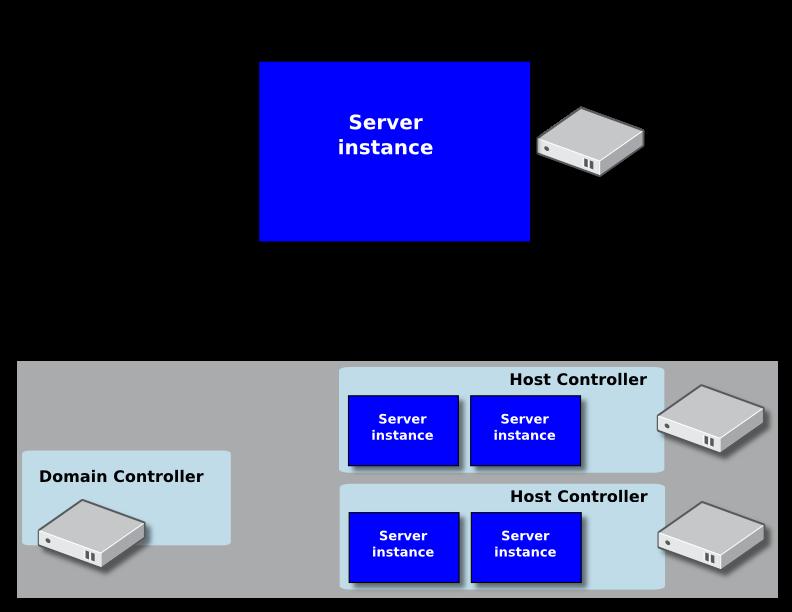 Server
instance
Host Controller
Server
instance
Server
instance
Domain Controller
Host Controller
Server
instance
Server
instance